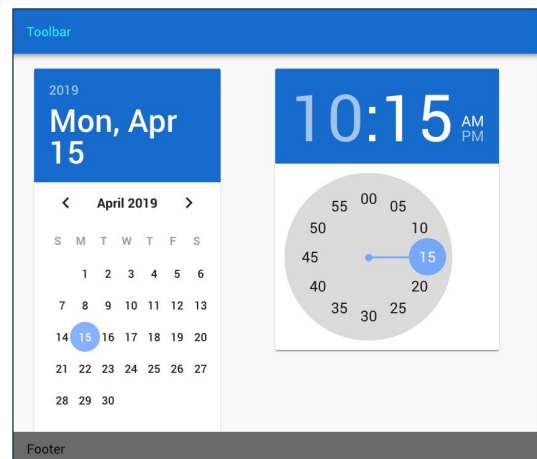 Toolbar
2019
Mon, Apr
15
April 2019
S M T W T F S
1 2 3 4 5 6
7 8 9 10 11 12 13
14 15 16 17 18 19 20
21 22 23 24 25 26 27
28 29 30
10:15
AM
PM
00
55 05
50 10
45 15
40 20
35 25
30
Footer